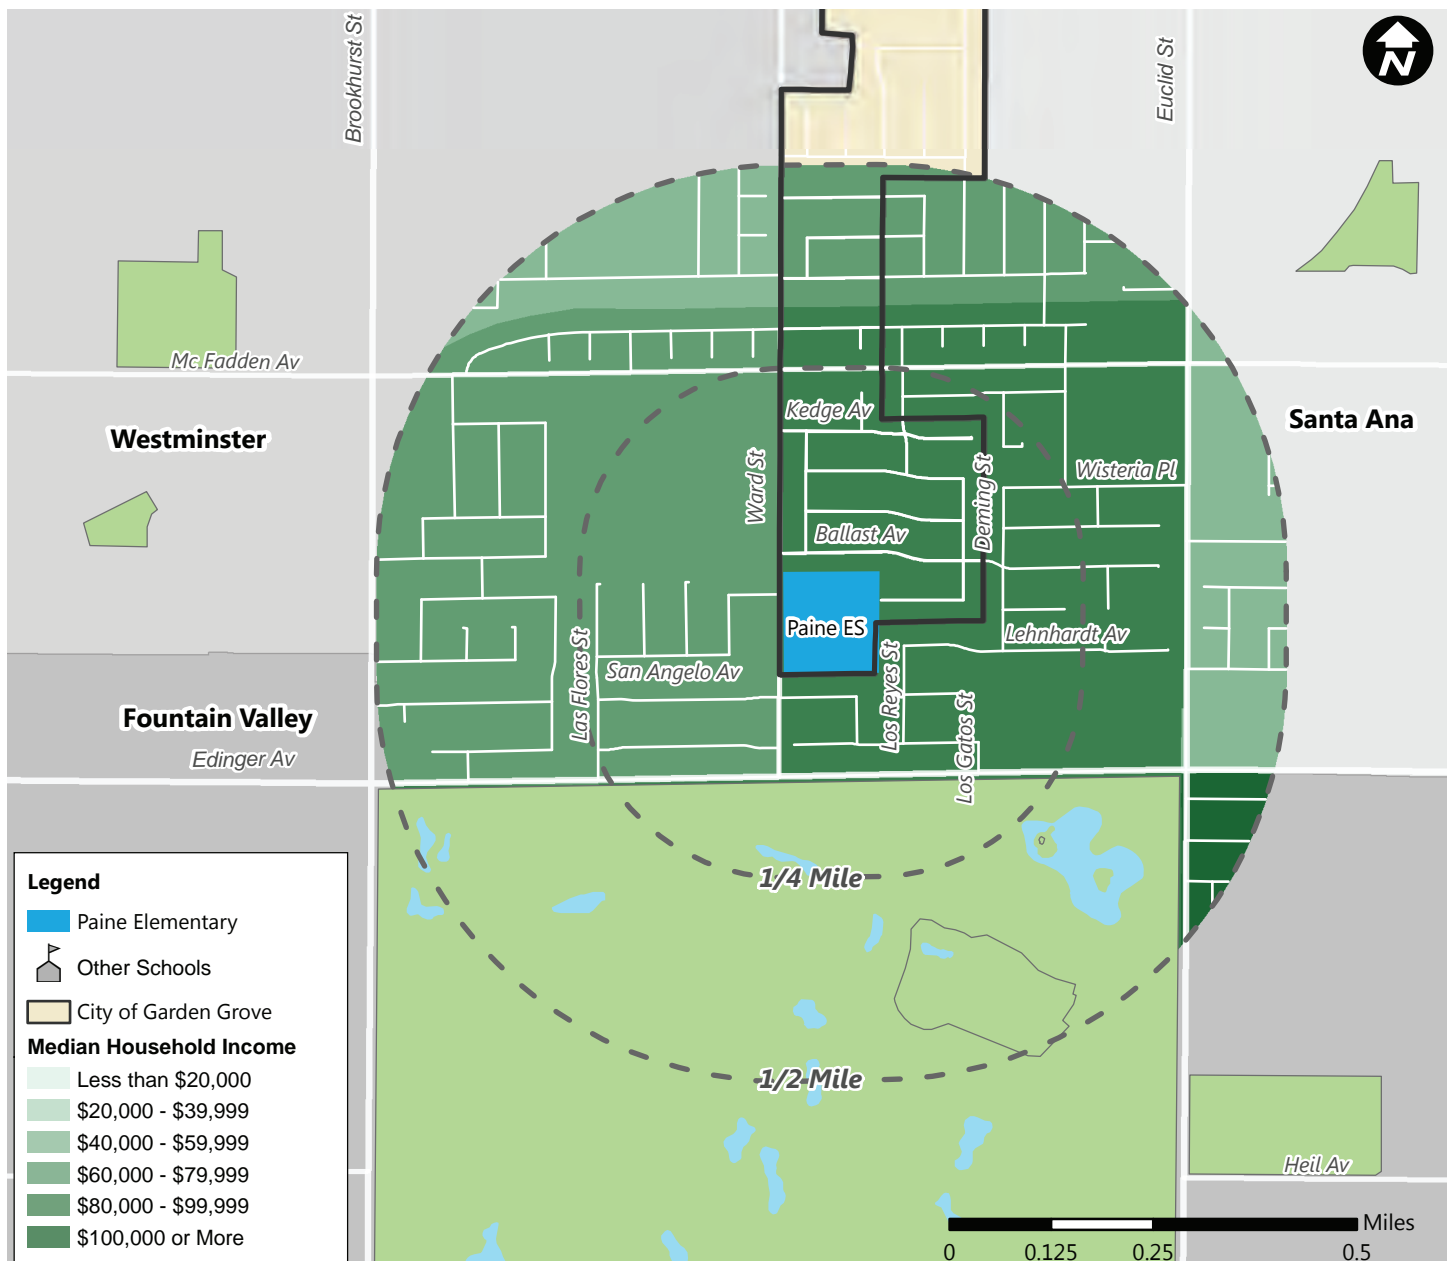 Brookhurst St
Euclid St
N
Mc Fadden Av
Westminster
Kedge Av
Santa Ana
Ward St
Wisteria Pl
Deming St
Ballast Av
Paine ES
Lehnhardt Av
Las Flores St
San Angelo Av
Los Reyes St
Los Gatos St
Fountain Valley
Edinger Av
1/4 Mile
1/2 Mile
Heil Av
Legend
Paine Elementary
Other Schools
City of Garden Grove
Median Household Income
Less than $20,000
$20,000 - $39,999
$40,000 - $59,999
$60,000 - $79,999
$80,000 - $99,999
$100,000 or More
Miles
0 0.125 0.25 0.5